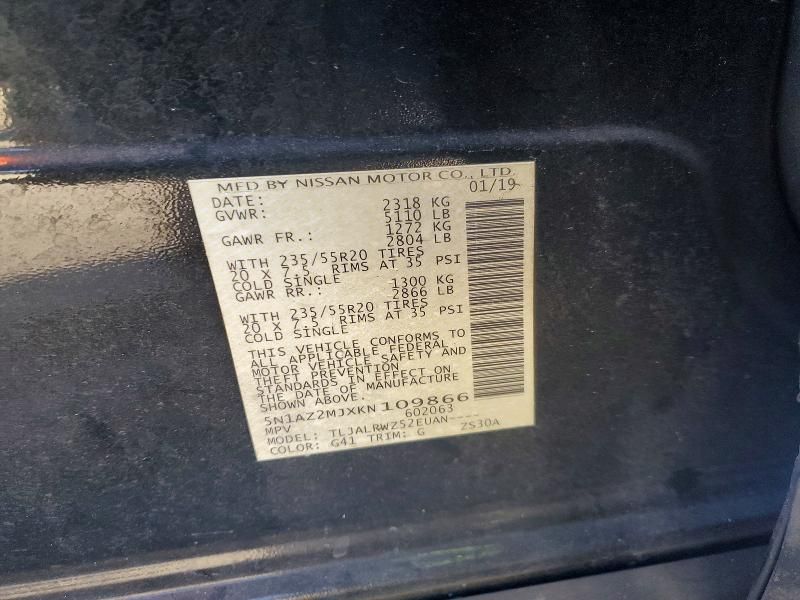 MFD BY NISSAN MOTOR CO., LTD.
DATE: 01/19
GVWR: 2318 KG
5110 LB
GAWR FR.: 1272 KG
2804 LB
WITH 235/55R20 TIRES
20 X 7.5 RIMS AT 35 PSI
COLD SINGLE
GAWR RR.: 1300 KG
2866 LB
WITH 235/55R20 TIRES
20 X 7.5 RIMS AT 35 PSI
COLD SINGLE
THIS VEHICLE CONFORMS TO
ALL APPLICABLE FEDERAL
MOTOR VEHICLE SAFETY AND
THEFT PREVENTION
STANDARDS IN EFFECT ON
THE DATE OF MANUFACTURE
SHOWN ABOVE.
5N1AZ2MJXKN109866
MPV 602063
MODEL: TLJALRWZ52EUAN----
COLOR: G41 TRIM: G ZS30A